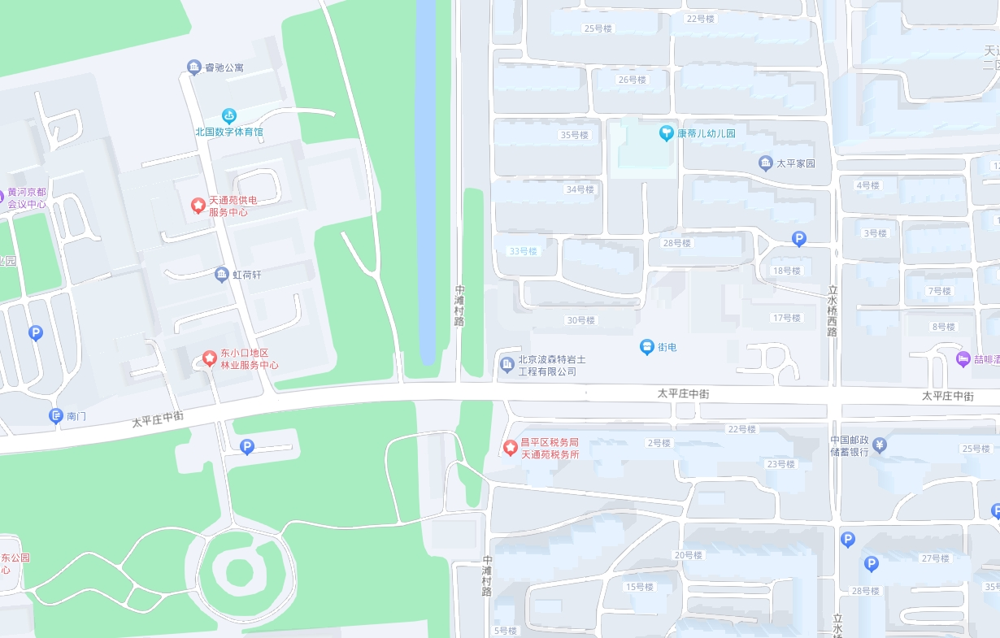 25号楼
22号楼
天通
二区
睿驰公寓
26号楼
北国数字体育馆
35号楼
康蒂儿幼儿园
太平家园
12
黄河京都
会议中心
天通苑供电
服务中心
34号楼
4号楼
3号楼
33号楼
28号楼
业园
虹荷轩
18号楼
7号楼
中滩村路
立水桥西路
30号楼
17号楼
8号楼
东小口地区
林业服务中心
北京波森特岩土
工程有限公司
街电
喆啡酒
太平庄中街
太平庄中街
南门
太平庄中街
22号楼
昌平区税务局
天通苑税务所
2号楼
23号楼
中国邮政
储蓄银行
25号楼
东公园
心
中滩村路
20号楼
27号楼
15号楼
28号楼
35号
5号楼
立水